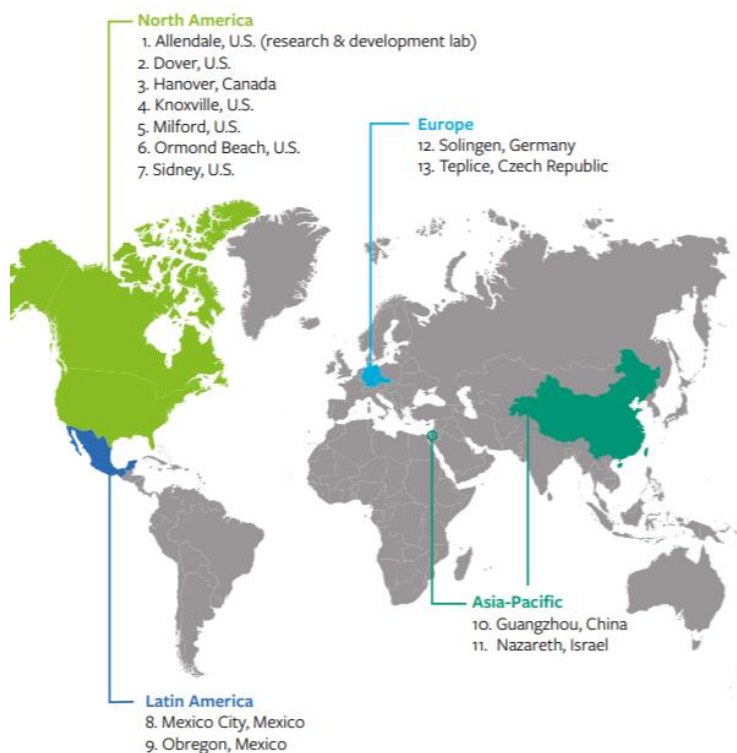 North America
1. Allendale, U.S. (research & development lab)
2. Dover, U.S.
3. Hanover, Canada
4. Knoxville, U.S.
5. Milford, U.S.
6. Ormond Beach, U.S.
7. Sidney, U.S.
Europe
12. Solingen, Germany
13. Teplice, Czech Republic
Asia-Pacific
10. Guangzhou, China
11. Nazareth, Israel
Latin America
8. Mexico City, Mexico
9. Obregon, Mexico